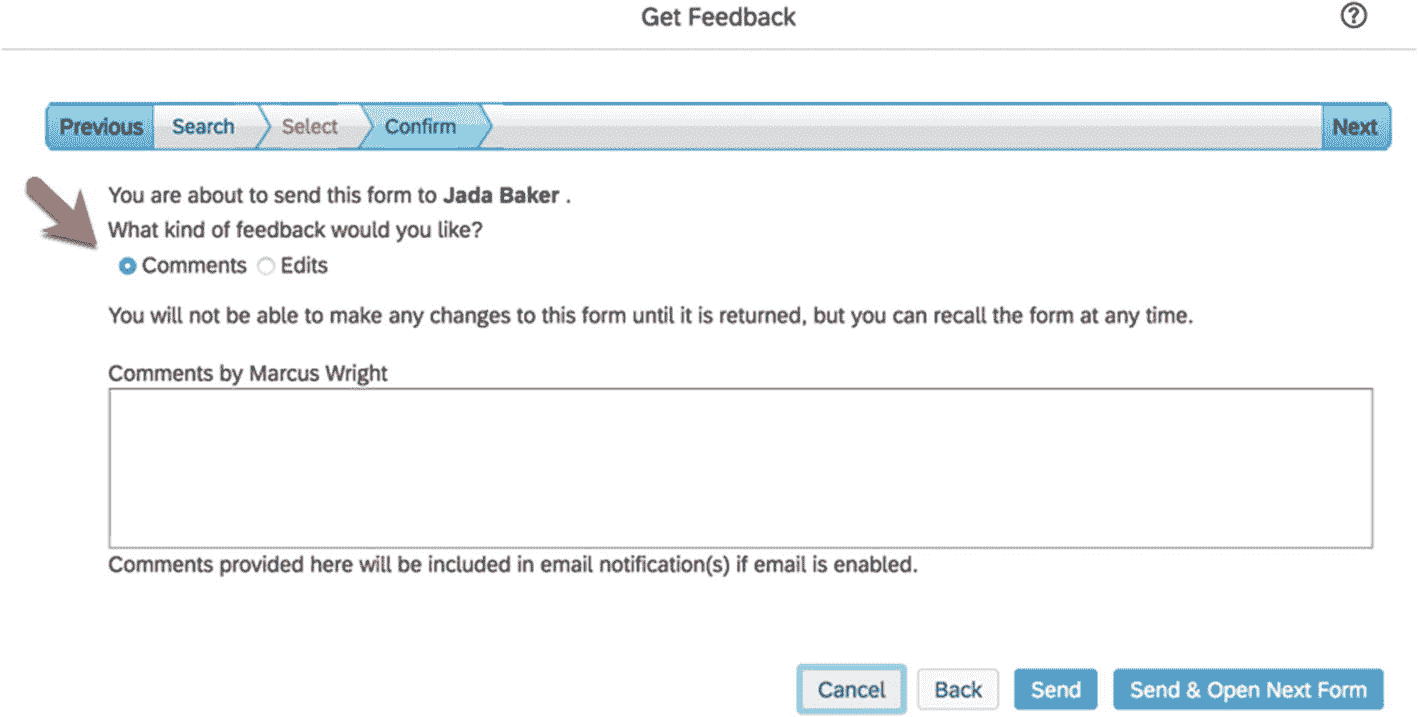 Get Feedback
Previous Search Select Confirm Next
You are about to send this form to Jada Baker .
What kind of feedback would you like?
Comments Edits
You will not be able to make any changes to this form until it is returned, but you can recall the form at any time.
Comments by Marcus Wright
Comments provided here will be included in email notification(s) if email is enabled.
Cancel Back Send Send & Open Next Form